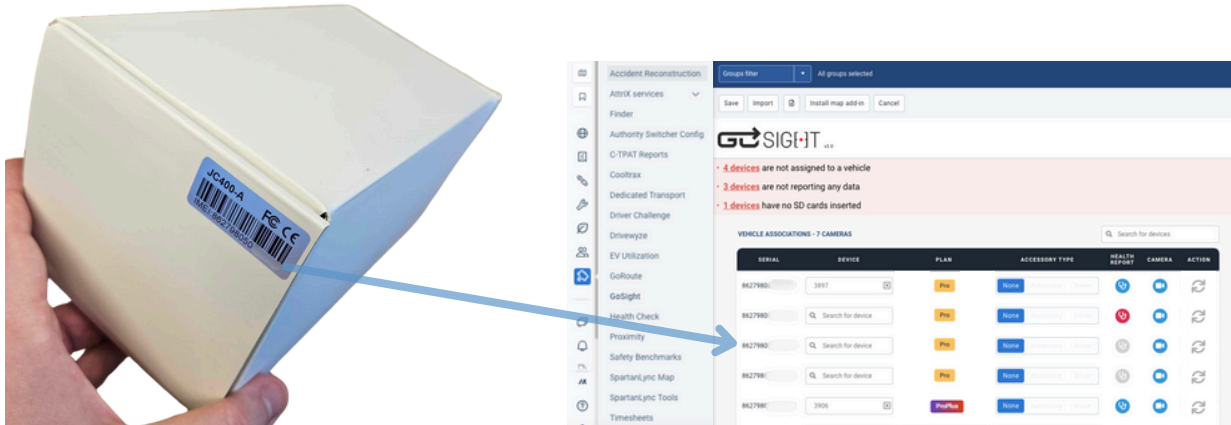 JC400-A
FC CE
IMEI:862798050
Accident Reconstruction
AttriX services
Finder
Authority Switcher Config
C-TPAT Reports
Cooltrax
Dedicated Transport
Driver Challenge
Drivewyze
EV Utilization
GoRoute
GoSight
Health Check
Proximity
Safety Benchmarks
SpartanLync Map
SpartanLync Tools
Timesheets
Groups filter All groups selected
Save Import Install map add-in Cancel
GO SIGHT
4 devices are not assigned to a vehicle
3 devices are not reporting any data
1 devices have no SD cards inserted
VEHICLE ASSOCIATIONS - 7 CAMERAS Search for devices
SERIAL DEVICE PLAN ACCESSORY TYPE HEALTH REPORT CAMERA ACTION
8627980 3897 Pro None
8627980 Search for device Pro None
8627980 Search for device Pro None
862798 Search for device Pro None
862798 3906 ProPlus None